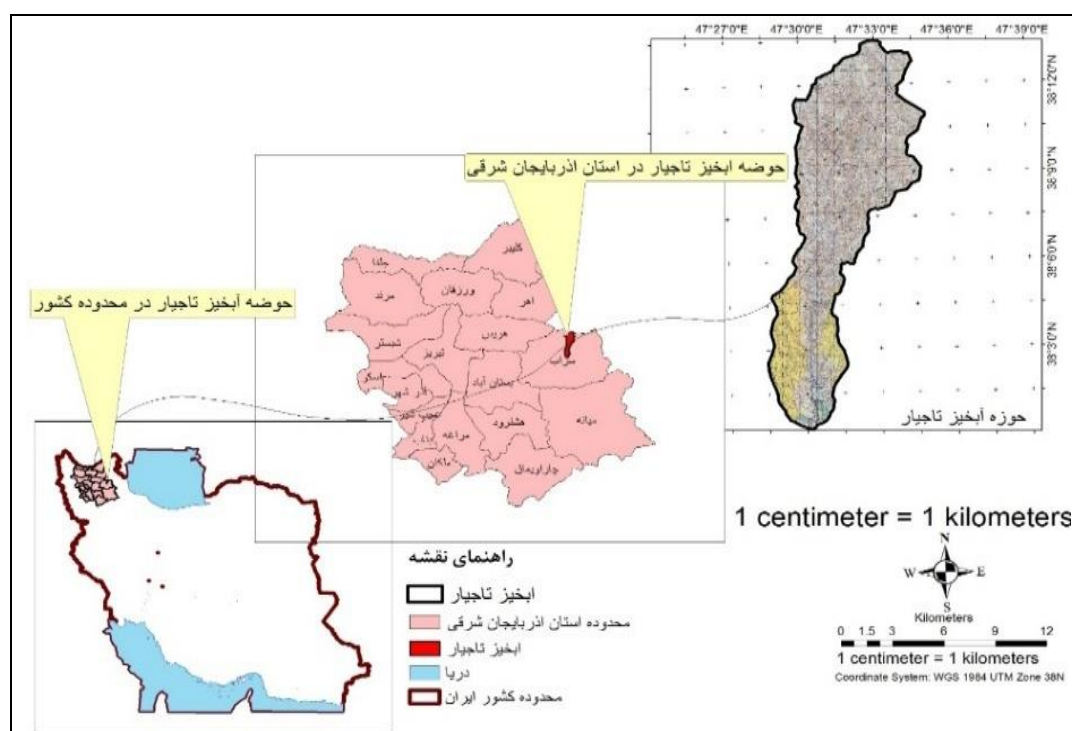 47°27'0"E 47°30'0"E 47°33'0"E 47°36'0"E 47°39'0"E
38°12'0"N
38°9'0"N
38°6'0"N
38°3'0"N
حوزه آبخیز تاجیار
حوضه ابخیز تاجیار در استان اذربایجان شرقی
حوضه آبخیز تاجیار در محدوده کشور
کلیبر
جلفا
مرند
ورزقان
اهر
هریس
شبستر
تبریز
سراب
اسکو
آذر شهر
بستان آباد
عجب شیر
میانه
هشترود
مراغه
ملکان
چاراویماق
1 centimeter = 1 kilometers
N
W E
S
Kilometers
0 1.5 3 6 9 12
1 centimeter = 1 kilometers
Coordinate System: WGS 1984 UTM Zone 38N
راهنمای نقشه
ابخیز تاجیار
محدوده استان اذربایجان شرقی
ابخیز تاجیار
دریا
محدوده کشور ایران